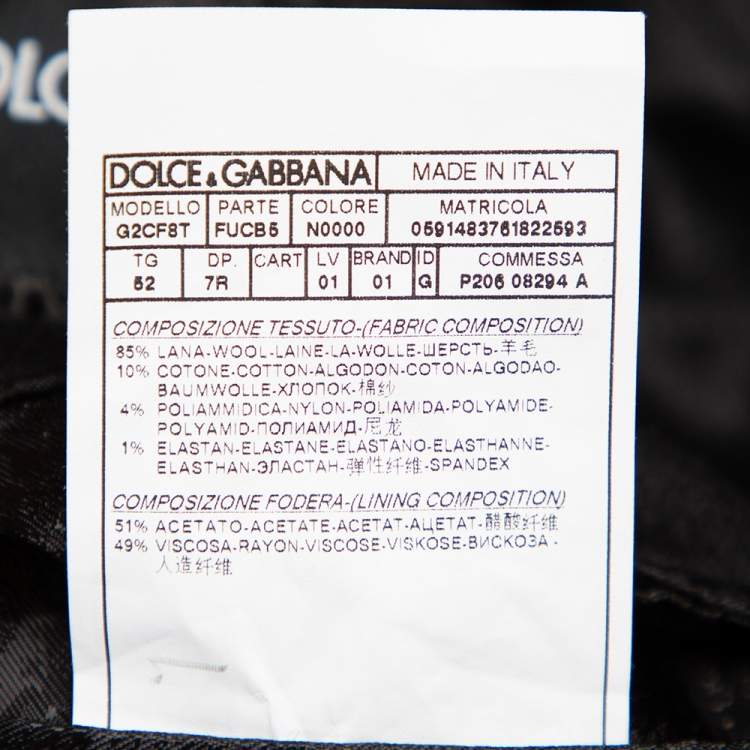 DOLCE & GABBANA MADE IN ITALY
MODELLO PARTE COLORE MATRICOLA
G2CF8T FUCB5 N0000 0591483761822593
TG DP. CART LV BRAND ID COMMESSA
52 7R 01 01 G P206 08294 A
COMPOSIZIONE TESSUTO-(FABRIC COMPOSITION)
85% LANA-WOOL-LAINE-LA-WOLLE-ШЕРСТЬ-羊毛
10% COTONE-COTTON-ALGODON-COTON-ALGODAO-
BAUMWOLLE-ХЛОПОК-棉纱
4% POLIAMMIDICA-NYLON-POLIAMIDA-POLYAMIDE-
POLYAMID-ПОЛИАМИД-尼龙
1% ELASTAN-ELASTANE-ELASTANO-ELASTHANNE-
ELASTHAN-ЭЛАСТАН-弹性纤维-SPANDEX
COMPOSIZIONE FODERA-(LINING COMPOSITION)
51% ACETATO-ACETATE-ACETAT-АЦЕТАТ-醋酸纤维
49% VISCOSA-RAYON-VISCOSE-VISKOSE-ВИСКОЗА-
人造纤维